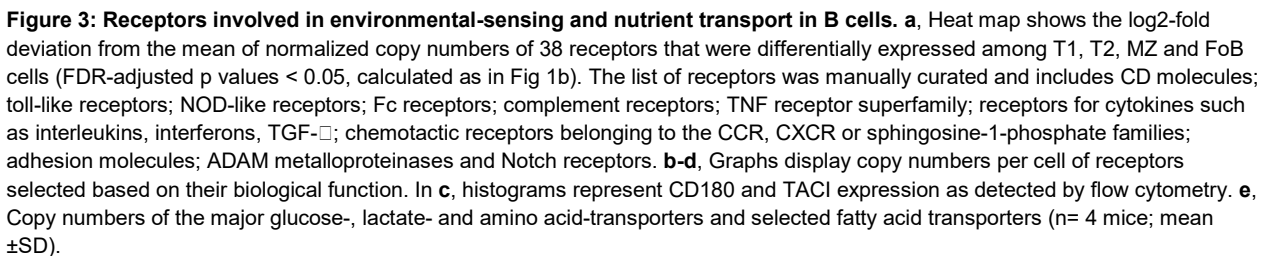 Figure 3: Receptors involved in environmental-sensing and nutrient transport in B cells. a, Heat map shows the log2-fold
deviation from the mean of normalized copy numbers of 38 receptors that were differentially expressed among T1, T2, MZ and FoB
cells (FDR-adjusted p values < 0.05, calculated as in Fig 1b). The list of receptors was manually curated and includes CD molecules;
toll-like receptors; NOD-like receptors; Fc receptors; complement receptors; TNF receptor superfamily; receptors for cytokines such
as interleukins, interferons, TGF-□; chemotactic receptors belonging to the CCR, CXCR or sphingosine-1-phosphate families;
adhesion molecules; ADAM metalloproteinases and Notch receptors. b-d, Graphs display copy numbers per cell of receptors
selected based on their biological function. In c, histograms represent CD180 and TACI expression as detected by flow cytometry. e,
Copy numbers of the major glucose-, lactate- and amino acid-transporters and selected fatty acid transporters (n= 4 mice; mean
±SD).